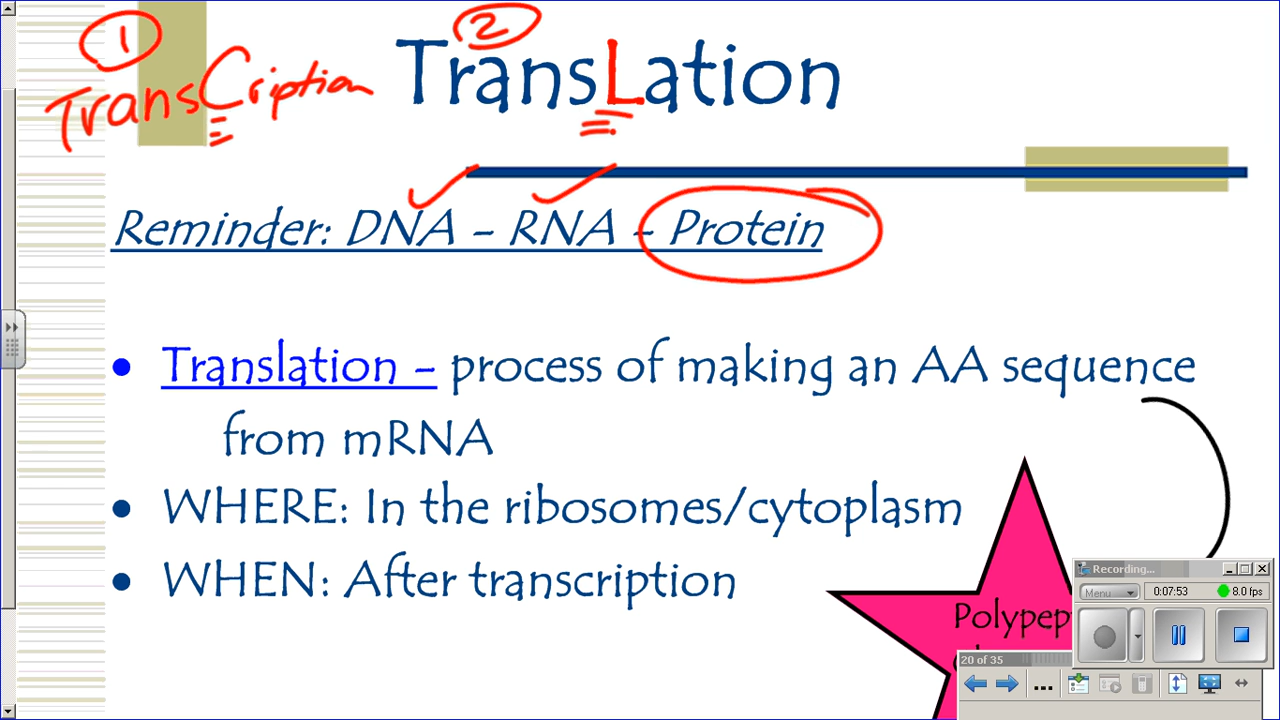 1
2
TransCription
TransLation
Reminder: DNA - RNA - Protein
• Translation - process of making an AA sequence
from mRNA
• WHERE: In the ribosomes/cytoplasm
• WHEN: After transcription
Recording...
Menu
0:07:53
8.0 fps
20 of 35
...